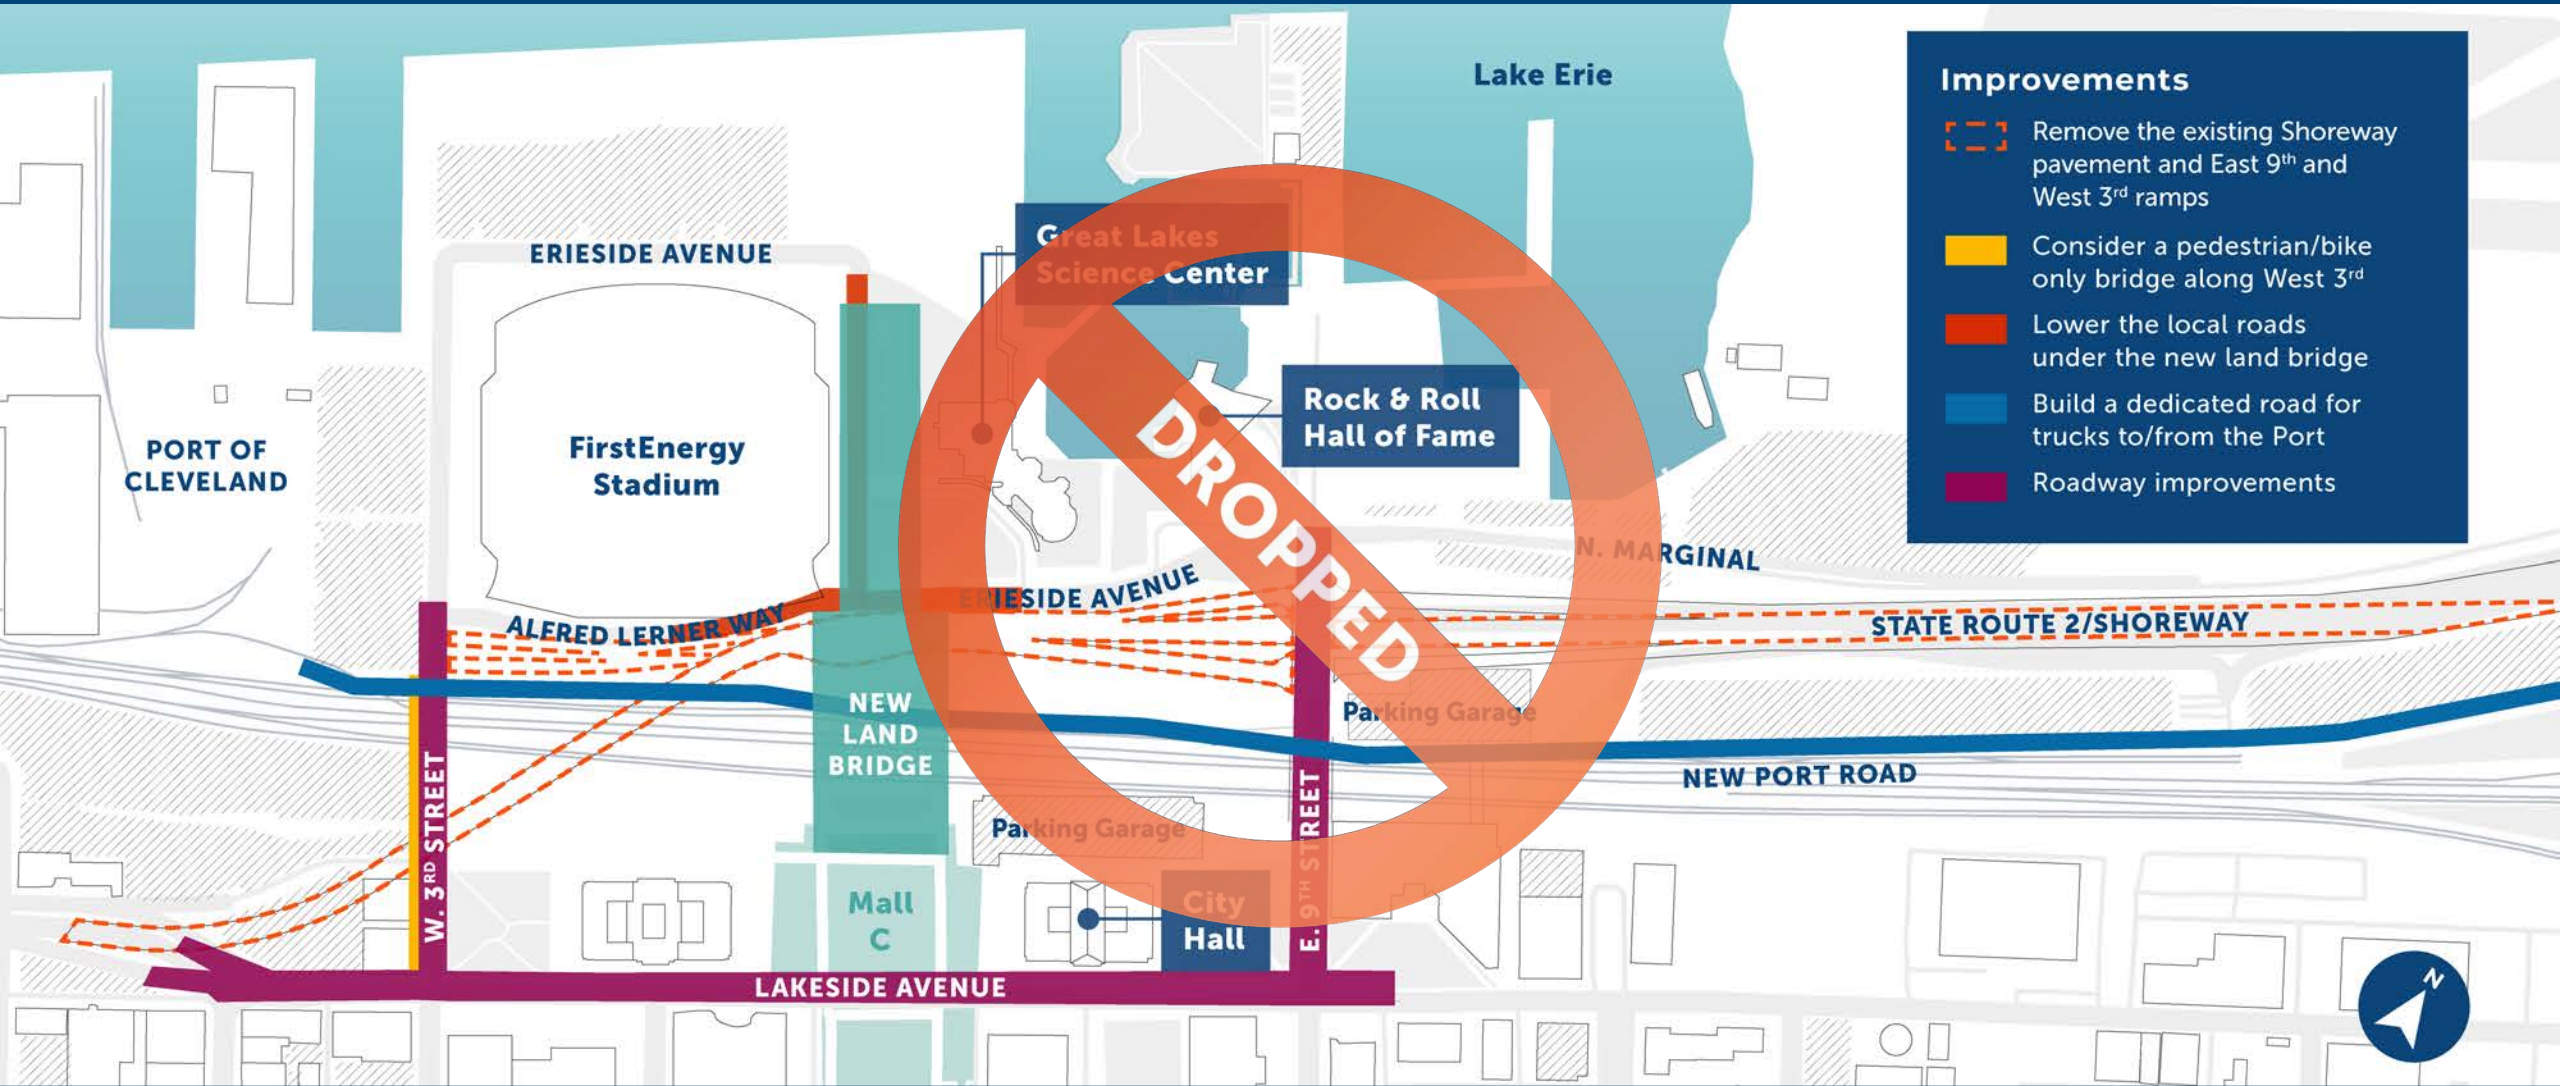 Lake Erie
Improvements
Remove the existing Shoreway
pavement and East 9th and
West 3rd ramps
Consider a pedestrian/bike
only bridge along West 3rd
Lower the local roads
under the new land bridge
Build a dedicated road for
trucks to/from the Port
Roadway improvements
Great Lakes
Science Center
ERIESIDE AVENUE
Rock & Roll
Hall of Fame
PORT OF
CLEVELAND
FirstEnergy
Stadium
DROPPED
N. MARGINAL
ERIESIDE AVENUE
ALFRED LERNER WAY
STATE ROUTE 2/SHOREWAY
NEW
LAND
BRIDGE
Parking Garage
NEW PORT ROAD
W. 3RD STREET
Parking Garage
E. 9TH STREET
Mall
C
City
Hall
LAKESIDE AVENUE
N